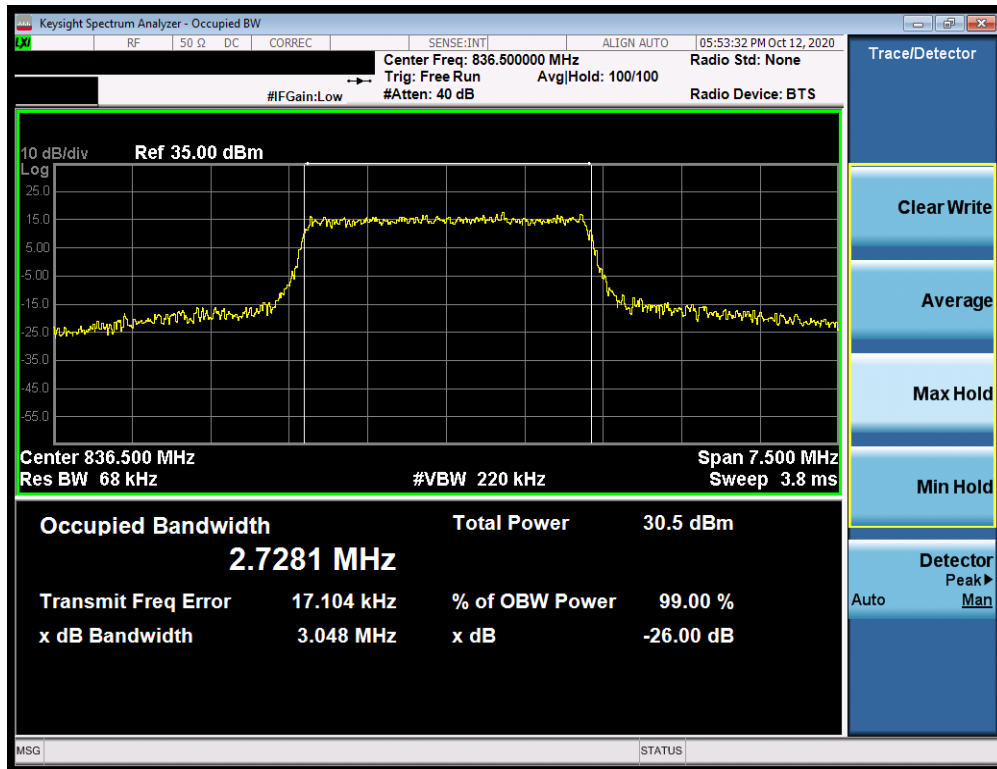 Keysight Spectrum Analyzer - Occupied BW
LXI RF 50 Ω DC CORREC SENSE:INT ALIGN AUTO 05:53:32 PM Oct 12, 2020
Center Freq: 836.500000 MHz Radio Std: None
Trig: Free Run Avg|Hold: 100/100
#IFGain:Low #Atten: 40 dB Radio Device: BTS
10 dB/div Ref 35.00 dBm
Log
25.0
15.0
5.00
-5.00
-15.0
-25.0
-35.0
-45.0
-55.0
Center 836.500 MHz Span 7.500 MHz
Res BW 68 kHz #VBW 220 kHz Sweep 3.8 ms
Occupied Bandwidth Total Power 30.5 dBm
2.7281 MHz
Transmit Freq Error 17.104 kHz % of OBW Power 99.00 %
x dB Bandwidth 3.048 MHz x dB -26.00 dB
MSG STATUS
Trace/Detector
Clear Write
Average
Max Hold
Min Hold
Detector
Peak▶
Auto Man